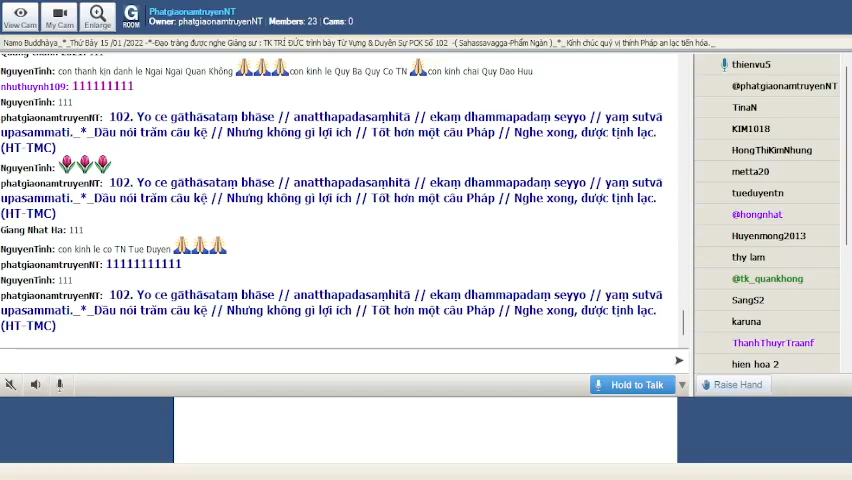 PhatgiaonamtruyenNT
Owner: phatgiaonamtruyenNT | Members: 23 | Cams: 0
View Cam
My Cam
Enlarge
G ROOM
Namo Buddhàya_*_Thứ Bảy 15 /01 /2022 -*-Đạo tràng được nghe Giảng sư : TK TRÍ ĐỨC trình bày Từ Vựng & Duyên Sự PCK Số 102 -( Sahassavagga-Phẩm Ngàn )_*_Kính chúc quý vị thính Pháp an lạc tiến hóa._
NguyenTinh: con thanh kin danh le Ngai Ngai Quan Không con kinh le Quy Ba Quy Co TN con kinh chai Quy Dao Huu
nhuthuynh109: 111111111
NguyenTinh: 111
phatgiaonamtruyenNT: 102. Yo ce gāthāsataṃ bhāse // anatthapadasaṃhitā // ekaṃ dhammapadaṃ seyyo // yaṃ sutvā
upasammati._*_Dầu nói trăm câu kệ // Nhưng không gì lợi ích // Tốt hơn một câu Pháp // Nghe xong, được tịnh lạc.
(HT-TMC)
NguyenTinh:
phatgiaonamtruyenNT: 102. Yo ce gāthāsataṃ bhāse // anatthapadasaṃhitā // ekaṃ dhammapadaṃ seyyo // yaṃ sutvā
upasammati._*_Dầu nói trăm câu kệ // Nhưng không gì lợi ích // Tốt hơn một câu Pháp // Nghe xong, được tịnh lạc.
(HT-TMC)
Giang Nhat Ha: 111
NguyenTinh: con kinh le co TN Tue Duyen
phatgiaonamtruyenNT: 11111111111
NguyenTinh: 111
phatgiaonamtruyenNT: 102. Yo ce gāthāsataṃ bhāse // anatthapadasaṃhitā // ekaṃ dhammapadaṃ seyyo // yaṃ sutvā
upasammati._*_Dầu nói trăm câu kệ // Nhưng không gì lợi ích // Tốt hơn một câu Pháp // Nghe xong, được tịnh lạc.
(HT-TMC)
Hold to Talk
thienvu5
@phatgiaonamtruyenNT
TinaN
KIM1018
HongThiKimNhung
metta20
tueduyentn
@hongnhat
Huyenmong2013
thy lam
@tk_quankhong
SangS2
karuna
ThanhThuyrTraanf
hien hoa 2
Raise Hand